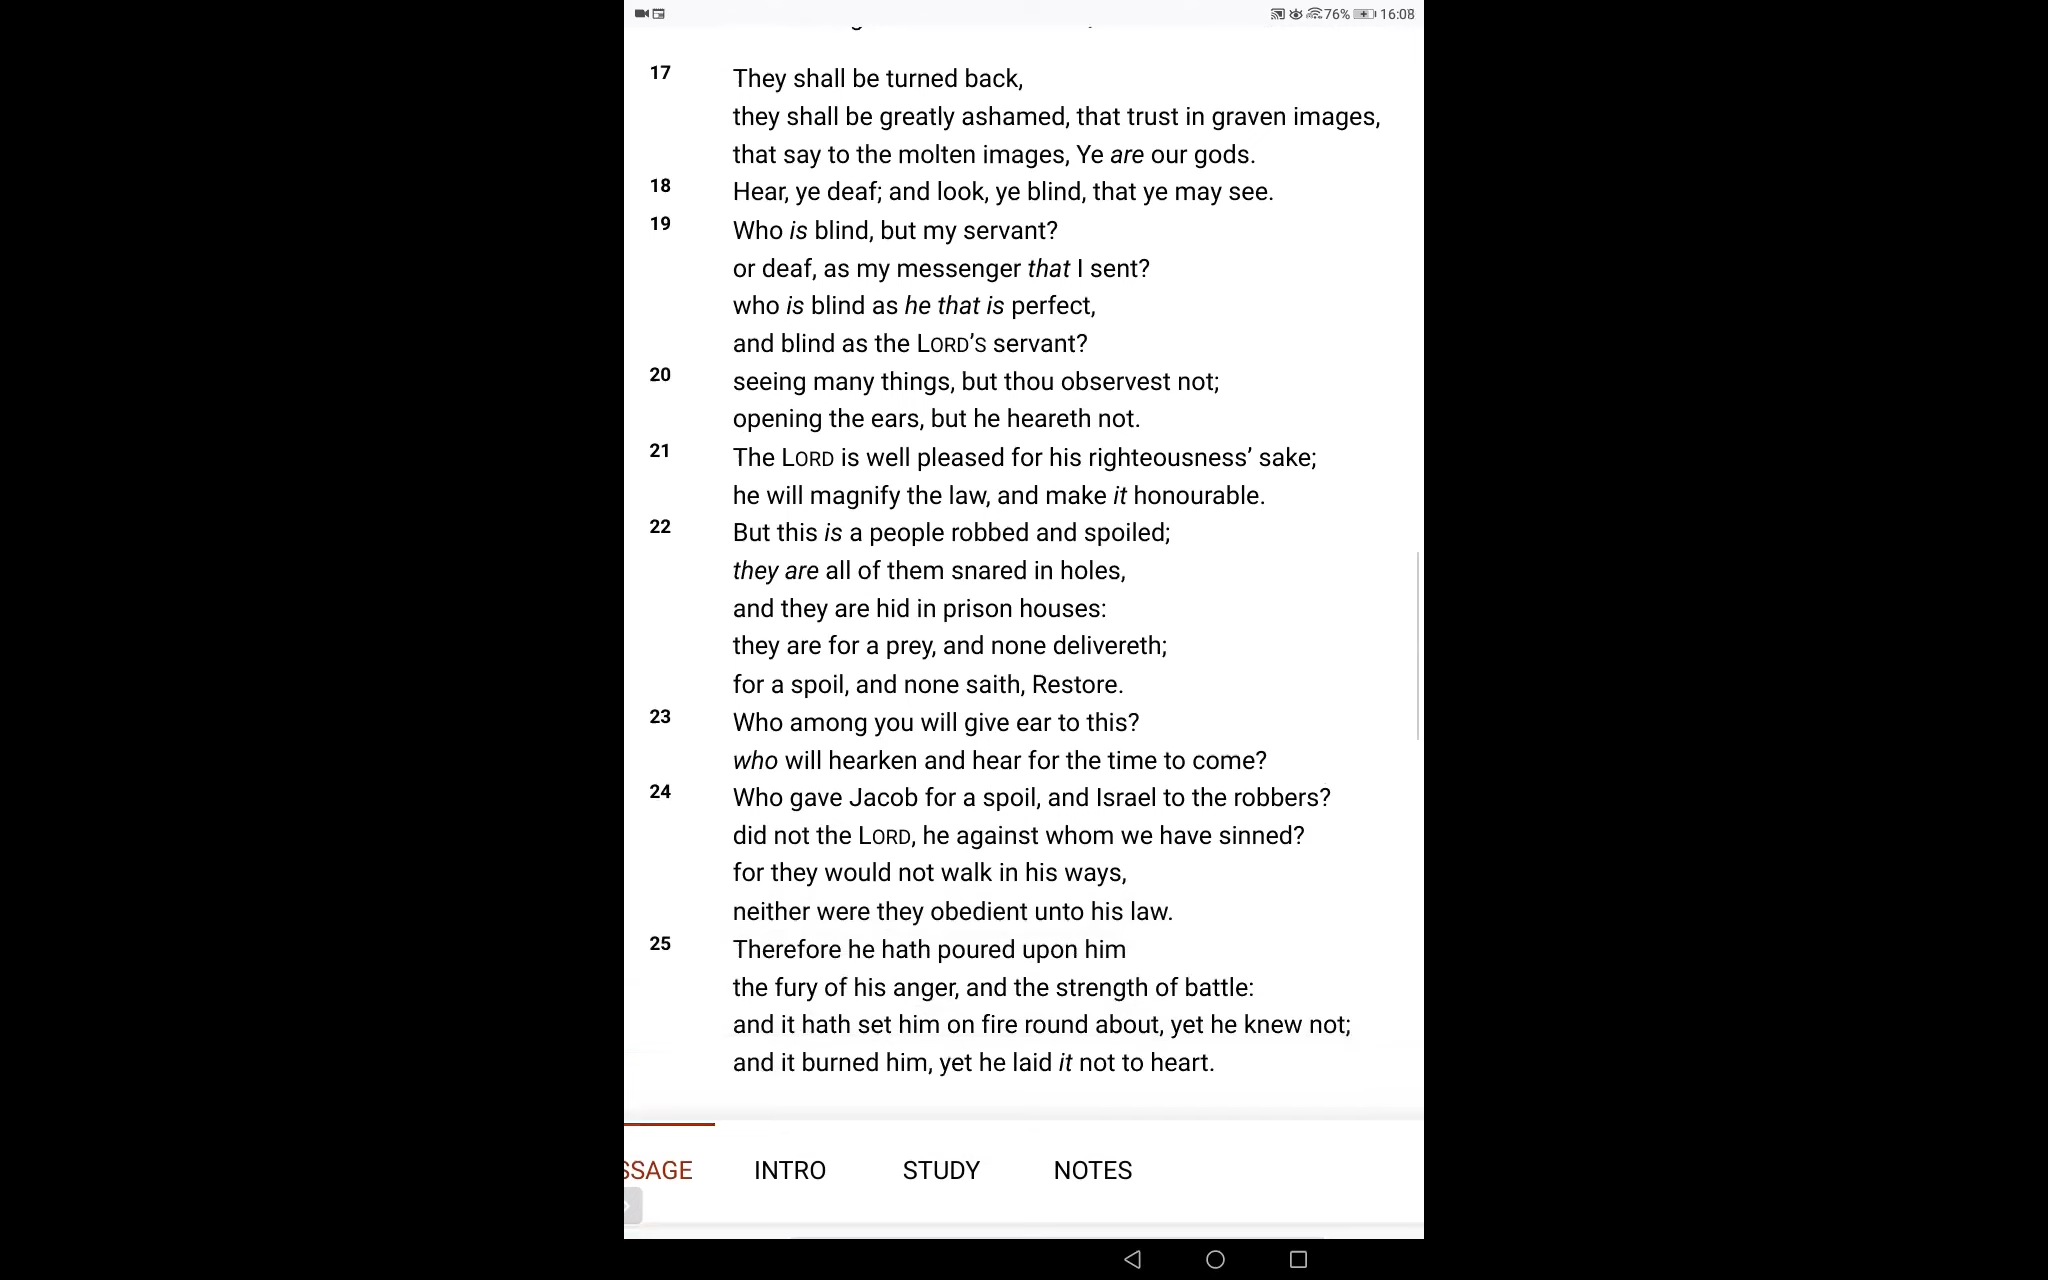 76% 16:08
17 They shall be turned back,
they shall be greatly ashamed, that trust in graven images,
that say to the molten images, Ye are our gods.
18 Hear, ye deaf; and look, ye blind, that ye may see.
19 Who is blind, but my servant?
or deaf, as my messenger that I sent?
who is blind as he that is perfect,
and blind as the LORD’S servant?
20 seeing many things, but thou observest not;
opening the ears, but he heareth not.
21 The LORD is well pleased for his righteousness’ sake;
he will magnify the law, and make it honourable.
22 But this is a people robbed and spoiled;
they are all of them snared in holes,
and they are hid in prison houses:
they are for a prey, and none delivereth;
for a spoil, and none saith, Restore.
23 Who among you will give ear to this?
who will hearken and hear for the time to come?
24 Who gave Jacob for a spoil, and Israel to the robbers?
did not the LORD, he against whom we have sinned?
for they would not walk in his ways,
neither were they obedient unto his law.
25 Therefore he hath poured upon him
the fury of his anger, and the strength of battle:
and it hath set him on fire round about, yet he knew not;
and it burned him, yet he laid it not to heart.
SSAGE INTRO STUDY NOTES